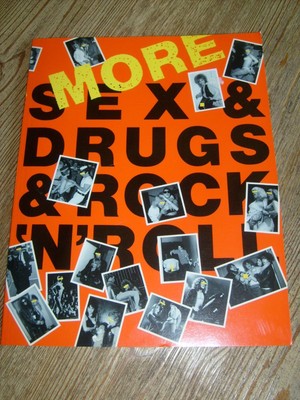 MORE
SEX &
DRUGS
& ROCK
'N' ROLL